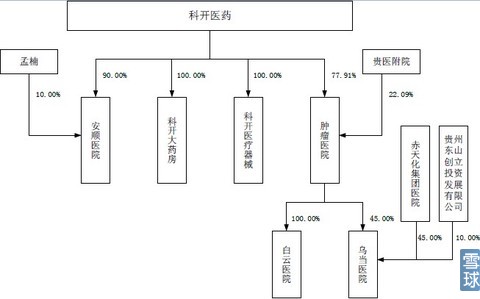 科开医药
孟楠
贵医附院
90.00%
100.00%
100.00%
77.91%
10.00%
22.09%
安顺医院
科开大药房
科开医疗器械
肿瘤医院
赤天化集团医院
贵州
东山
创立
投资
发展
有限
公司
100.00%
45.00%
45.00%
10.00%
白云医院
乌当医院
雪球